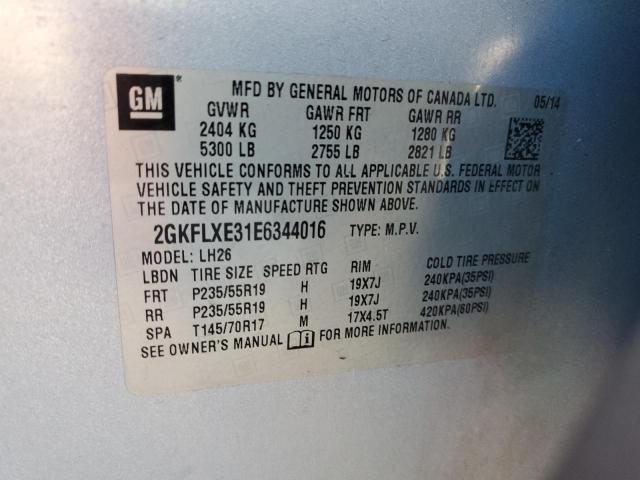 GM
MFD BY GENERAL MOTORS OF CANADA LTD. 05/14
GVWR GAWR FRT GAWR RR
2404 KG 1250 KG 1280 KG
5300 LB 2755 LB 2821 LB
THIS VEHICLE CONFORMS TO ALL APPLICABLE U.S. FEDERAL MOTOR
VEHICLE SAFETY AND THEFT PREVENTION STANDARDS IN EFFECT ON
THE DATE OF MANUFACTURE SHOWN ABOVE.
2GKFLXE31E6344016 TYPE: M.P.V.
MODEL: LH26
LBDN TIRE SIZE SPEED RTG RIM COLD TIRE PRESSURE
FRT P235/55R19 H 19X7J 240KPA(35PSI)
RR P235/55R19 H 19X7J 240KPA(35PSI)
SPA T145/70R17 M 17X4.5T 420KPA(60PSI)
SEE OWNER'S MANUAL FOR MORE INFORMATION.